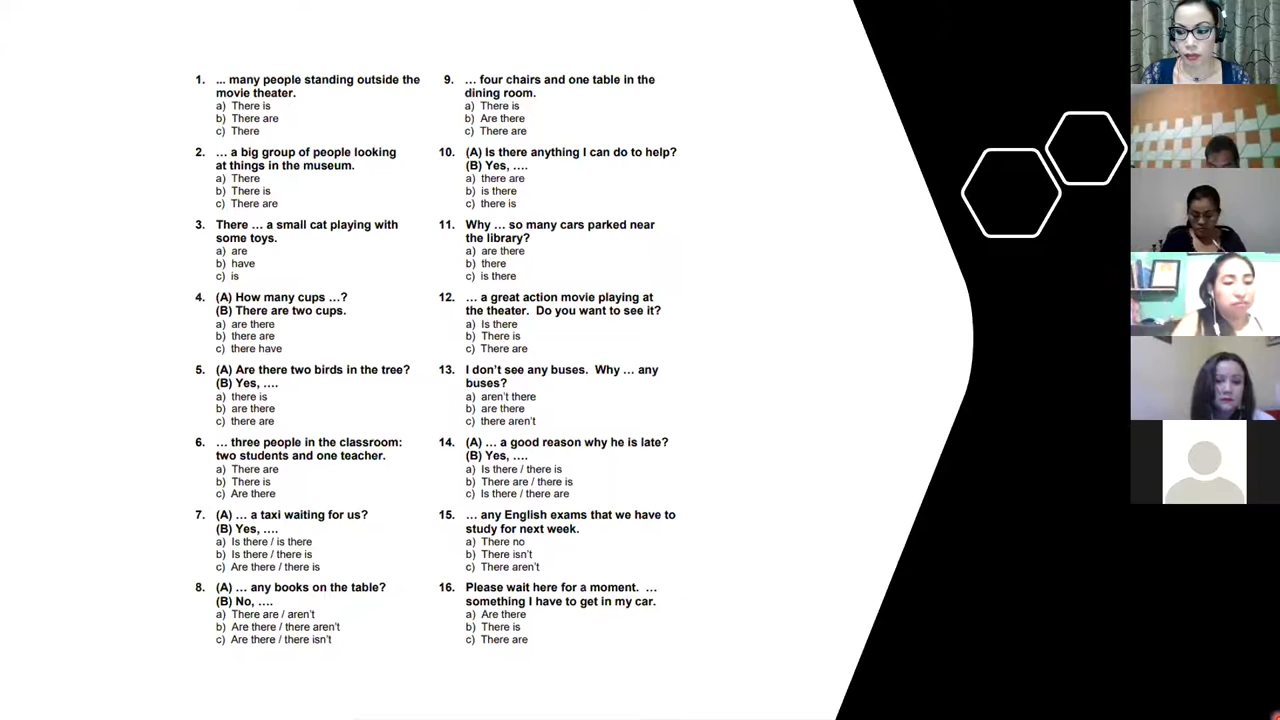 1. ... many people standing outside the
movie theater.
a) There is
b) There are
c) There
2. … a big group of people looking
at things in the museum.
a) There
b) There is
c) There are
3. There … a small cat playing with
some toys.
a) are
b) have
c) is
4. (A) How many cups …?
(B) There are two cups.
a) are there
b) there are
c) there have
5. (A) Are there two birds in the tree?
(B) Yes, ….
a) there is
b) are there
c) there are
6. … three people in the classroom:
two students and one teacher.
a) There are
b) There is
c) Are there
7. (A) … a taxi waiting for us?
(B) Yes, ….
a) Is there / is there
b) Is there / there is
c) Are there / there is
8. (A) … any books on the table?
(B) No, ….
a) There are / aren't
b) Are there / there aren't
c) Are there / there isn't
9. … four chairs and one table in the
dining room.
a) There is
b) Are there
c) There are
10. (A) Is there anything I can do to help?
(B) Yes, ….
a) there are
b) is there
c) there is
11. Why … so many cars parked near
the library?
a) are there
b) there
c) is there
12. … a great action movie playing at
the theater. Do you want to see it?
a) Is there
b) There is
c) There are
13. I don't see any buses. Why … any
buses?
a) aren't there
b) are there
c) there aren't
14. (A) … a good reason why he is late?
(B) Yes, ….
a) Is there / there is
b) There are / there is
c) Is there / there are
15. … any English exams that we have to
study for next week.
a) There no
b) There isn't
c) There aren't
16. Please wait here for a moment. …
something I have to get in my car.
a) Are there
b) There is
c) There are